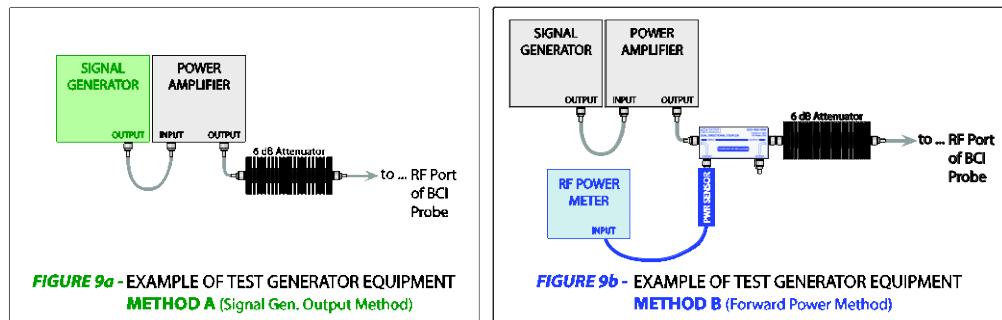 SIGNAL
GENERATOR
OUTPUT
POWER
AMPLIFIER
INPUT
OUTPUT
6 dB Attenuator
to ... RF Port
of BCI
Probe
FIGURE 9a - EXAMPLE OF TEST GENERATOR EQUIPMENT
METHOD A (Signal Gen. Output Method)
SIGNAL
GENERATOR
OUTPUT
POWER
AMPLIFIER
INPUT
OUTPUT
6 dB Attenuator
to ... RF Port
of BCI
Probe
RF POWER
METER
INPUT
PWR SENSOR
FIGURE 9b - EXAMPLE OF TEST GENERATOR EQUIPMENT
METHOD B (Forward Power Method)